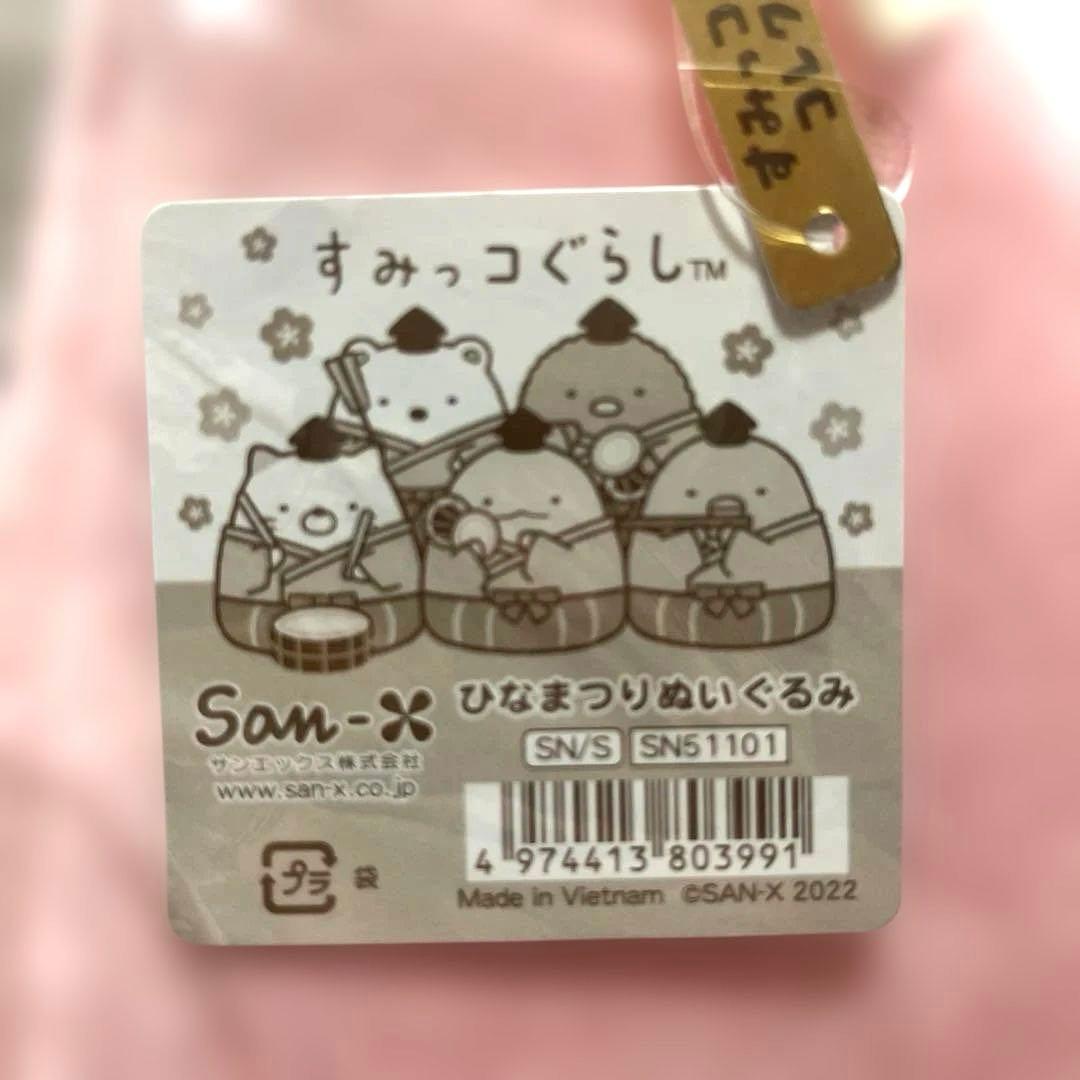 すみっコぐらし™
San-X
サンエックス株式会社
www.san-x.co.jp
ひなまつりぬいぐるみ
SN/S SN51101
4 974413 803991
プラ 袋
Made in Vietnam ©SAN-X 2022